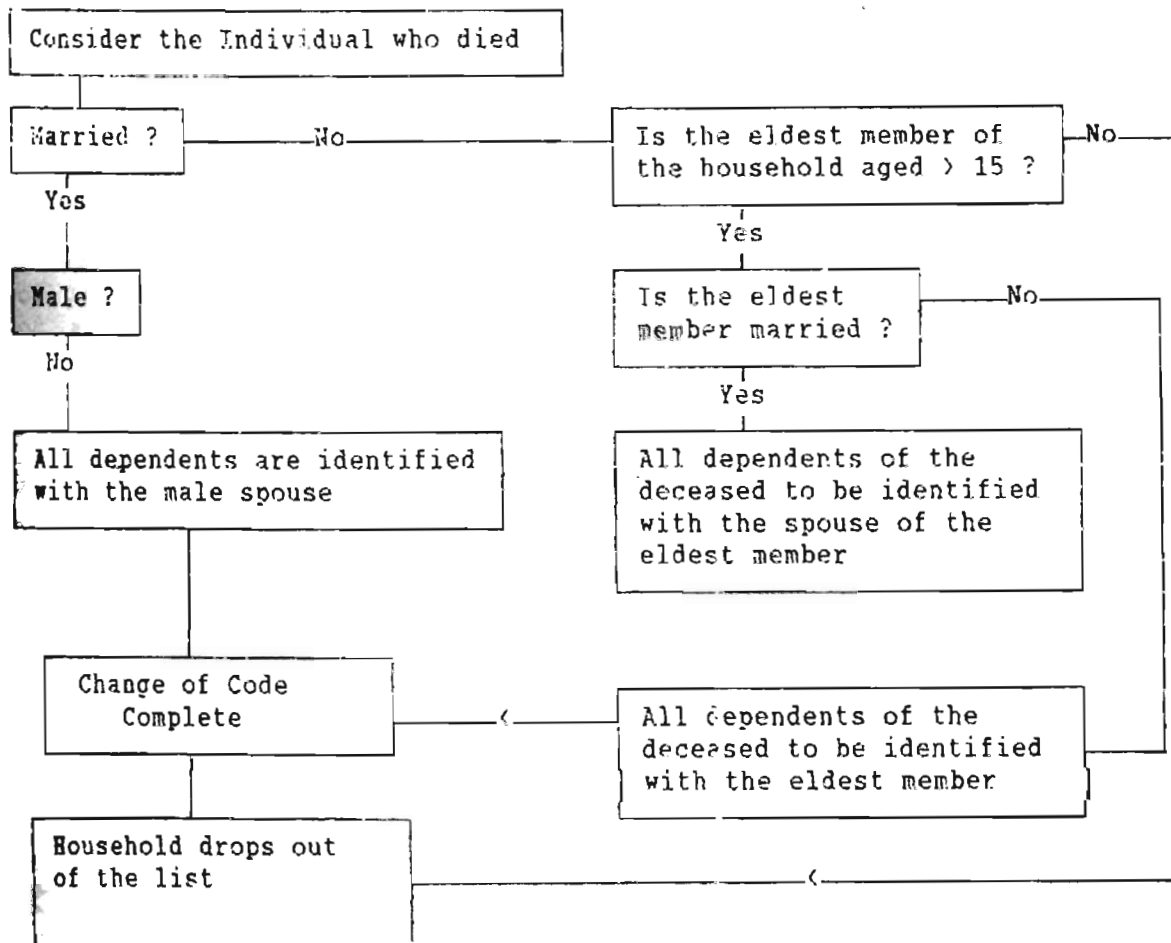 Consider the Individual who died
Married ?
No
Is the eldest member of
the household aged > 15 ?
No
Yes
Yes
Male ?
Is the eldest
member married ?
No
No
Yes
All dependents are identified
with the male spouse
All dependents of the
deceased to be identified
with the spouse of the
eldest member
Change of Code
Complete
<
All dependents of the
deceased to be identified
with the eldest member
Household drops out
of the list
<